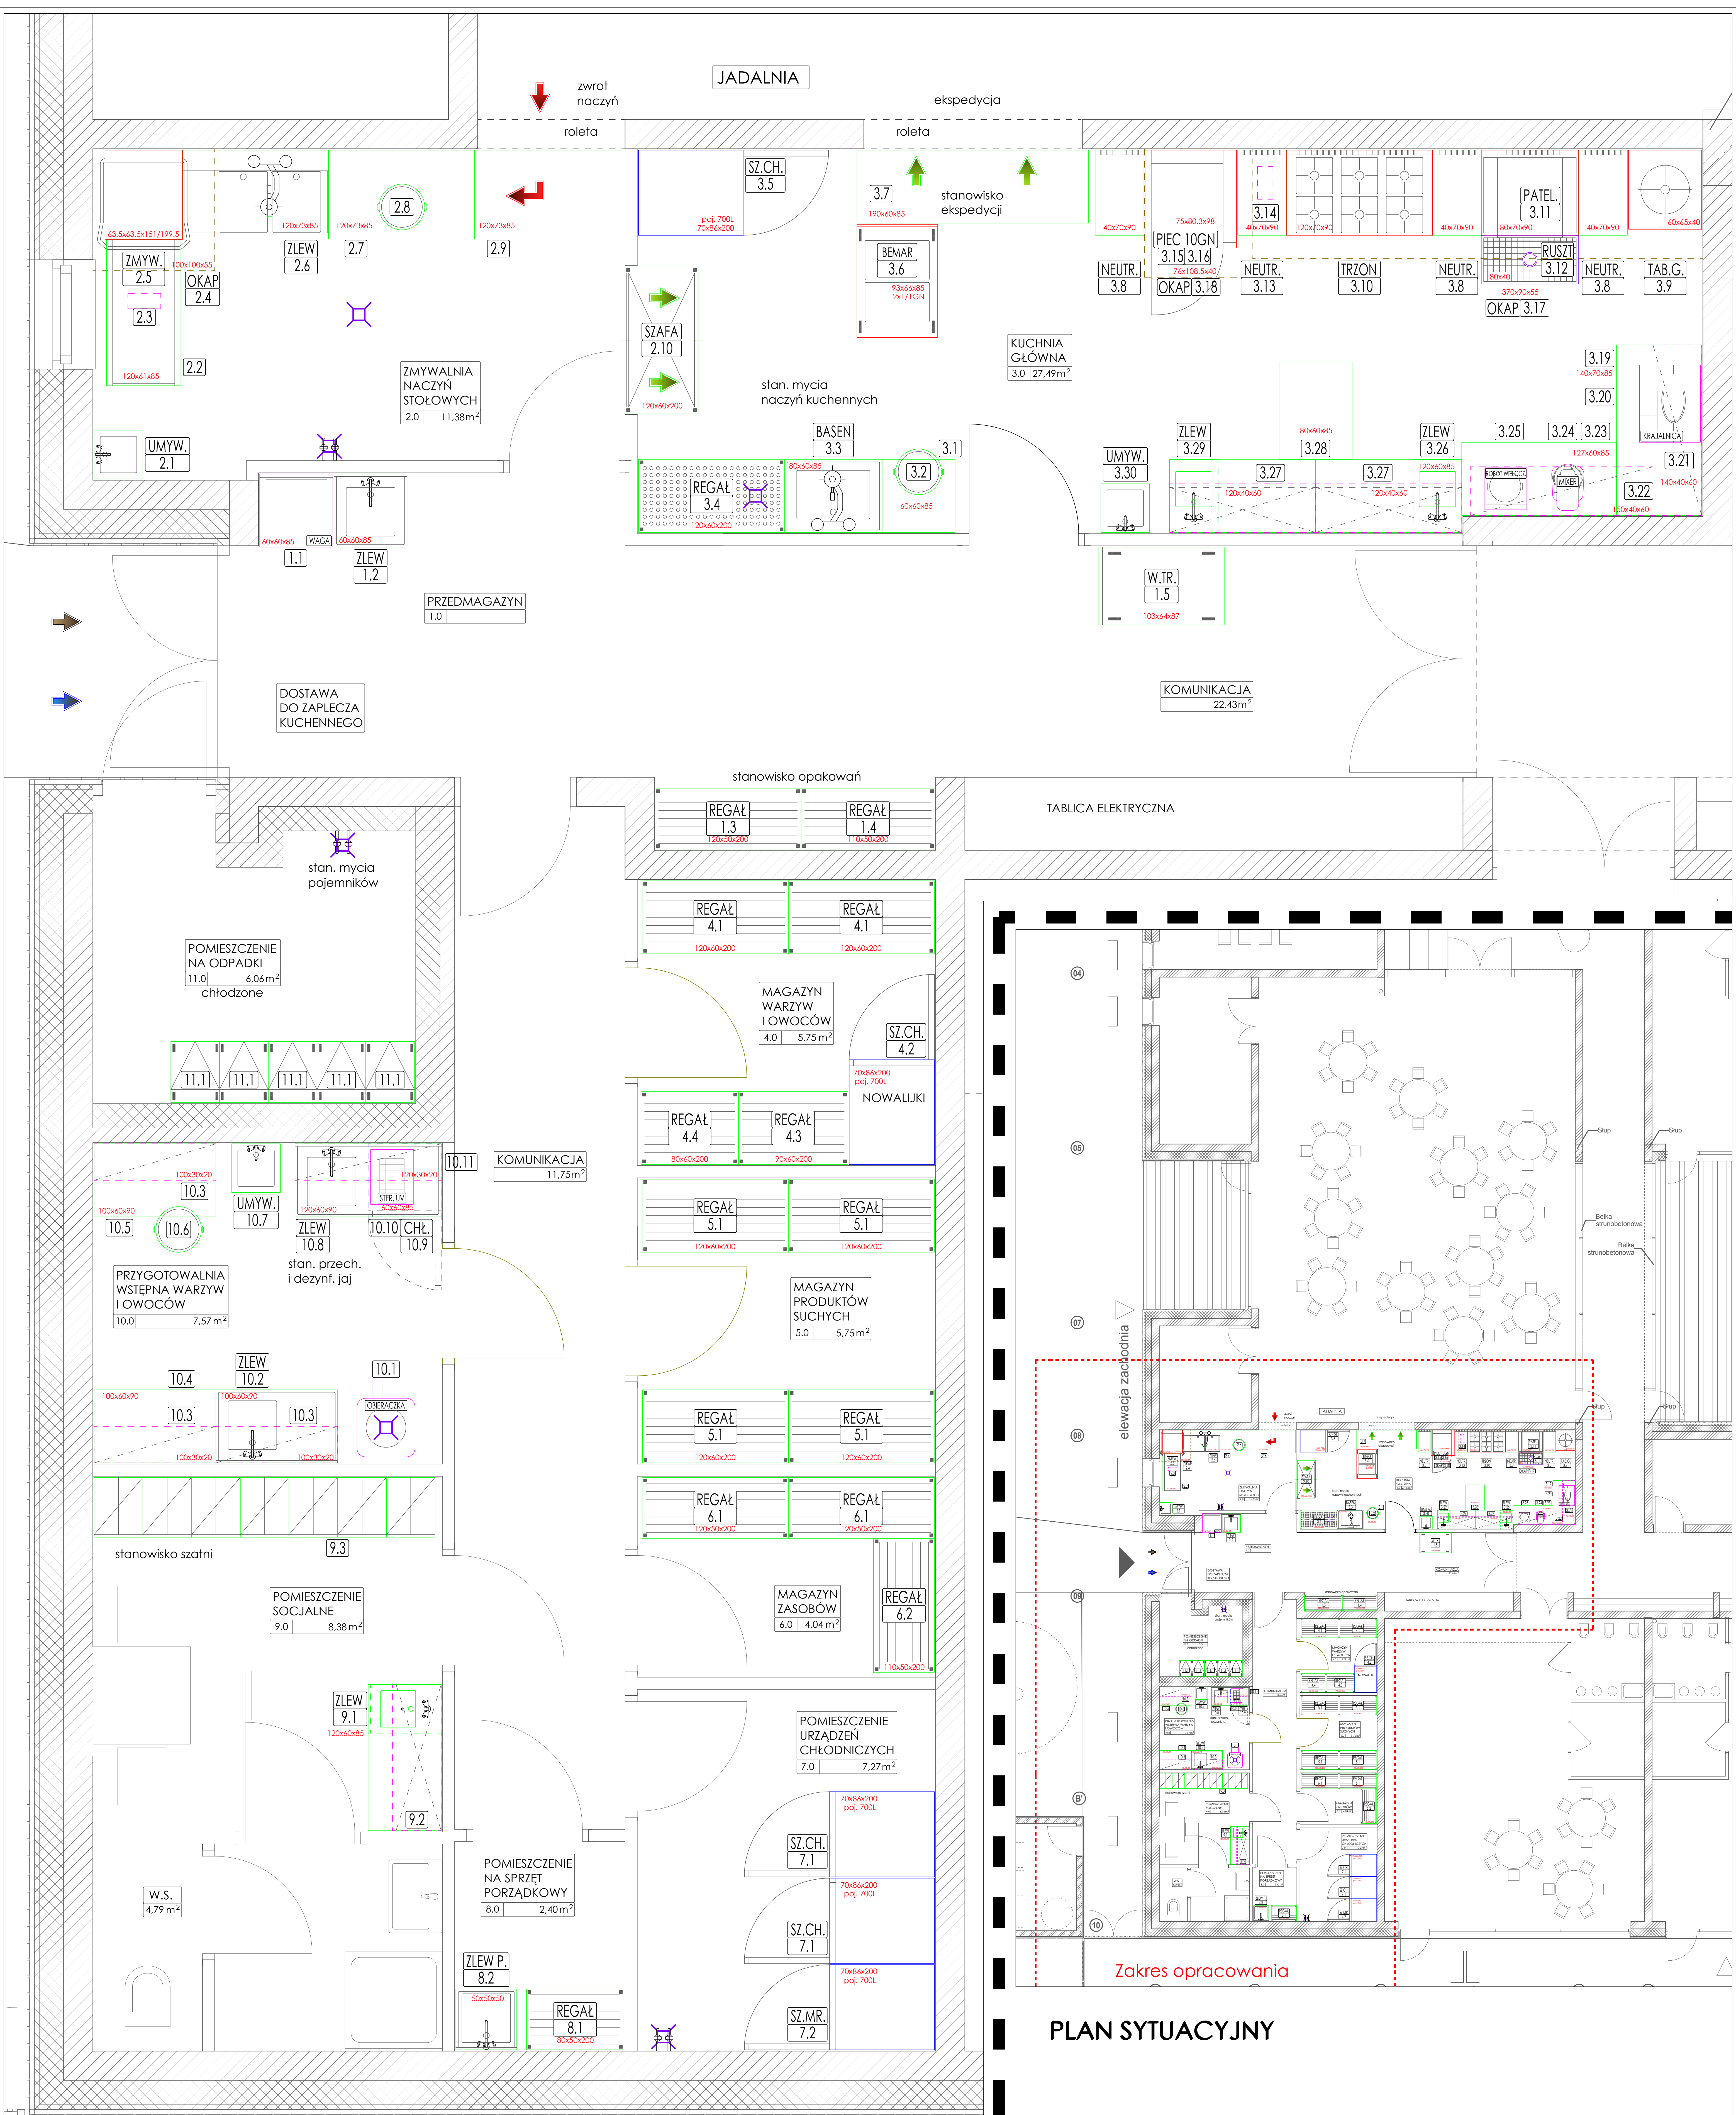 JADALNIA
zwrot
naczyń
ekspedycja
roleta
roleta
63.5x63.5x151/199.5
ZMYW.
2.5
100x100x55
OKAP
2.4
2.3
2.2
120x61x85
120x73x85
ZLEW
2.6
120x73x85
2.7
2.8
120x73x85
2.9
UMYW.
2.1
ZMYWALNIA
NACZYŃ
STOŁOWYCH
2.0 11,38m²
SZAFA
2.10
120x60x200
SZ.CH.
3.5
poj. 700L
70x86x200
3.7
190x60x85
stanowisko
ekspedycji
BEMAR
3.6
93x66x85
2x1/1GN
KUCHNIA
GŁÓWNA
3.0 27,49m²
40x70x90
NEUTR.
3.8
75x80.3x98
PIEC 10GN
3.15 3.16
76x108.5x40
OKAP 3.18
3.14
40x70x90
NEUTR.
3.13
120x70x90
TRZON
3.10
40x70x90
NEUTR.
3.8
PATEL.
3.11
80x70x90
RUSZT
3.12
80x40
370x90x55
OKAP 3.17
40x70x90
NEUTR.
3.8
60x65x40
TAB.G.
3.9
3.19
140x70x85
3.20
KRAJALNICA
3.21
140x40x60
3.22
150x40x60
3.25
3.24
3.23
127x60x85
ROBOT WIELOCZ.
MIXER
stan. mycia
naczyń kuchennych
REGAŁ
3.4
120x60x200
BASEN
3.3
80x60x85
3.2
3.1
60x60x85
UMYW.
3.30
ZLEW
3.29
3.27
120x40x60
80x60x85
3.28
3.27
120x40x60
ZLEW
3.26
120x60x85
60x60x85
WAGA
1.1
60x60x85
ZLEW
1.2
PRZEDMAGAZYN
1.0
W.TR.
1.5
103x64x87
DOSTAWA
DO ZAPLECZA
KUCHENNEGO
KOMUNIKACJA
22,43m²
stanowisko opakowań
REGAŁ
1.3
120x50x200
REGAŁ
1.4
110x50x200
TABLICA ELEKTRYCZNA
stan. mycia
pojemników
POMIESZCZENIE
NA ODPADKI
11.0 6,06m²
chłodzone
11.1 11.1 11.1 11.1 11.1
REGAŁ
4.1
120x60x200
REGAŁ
4.1
120x60x200
MAGAZYN
WARZYW
I OWOCÓW
4.0 5,75m²
SZ.CH.
4.2
70x86x200
poj. 700L
NOWALIJKI
REGAŁ
4.4
80x60x200
REGAŁ
4.3
90x60x200
100x30x20
10.3
100x60x90
10.5
10.6
UMYW.
10.7
120x60x90
ZLEW
10.8
STER. UV
120x30x20
60x60x85
10.11
10.10
CHŁ.
10.9
stan. przech.
i dezynf. jaj
KOMUNIKACJA
11,75m²
PRZYGOTOWALNIA
WSTĘPNA WARZYW
I OWOCÓW
10.0 7,57m²
REGAŁ
5.1
120x60x200
REGAŁ
5.1
120x60x200
MAGAZYN
PRODUKTÓW
SUCHYCH
5.0 5,75m²
10.4
100x60x90
10.3
100x30x20
ZLEW
10.2
100x60x90
10.3
100x30x20
10.1
OBIERACZKA
REGAŁ
5.1
120x60x200
REGAŁ
5.1
120x60x200
REGAŁ
6.1
120x50x200
REGAŁ
6.1
120x50x200
9.3
stanowisko szatni
POMIESZCZENIE
SOCJALNE
9.0 8,38m²
MAGAZYN
ZASOBÓW
6.0 4,04m²
REGAŁ
6.2
110x50x200
ZLEW
9.1
120x60x85
9.2
POMIESZCZENIE
URZĄDZEŃ
CHŁODNICZYCH
7.0 7,27m²
70x86x200
poj. 700L
SZ.CH.
7.1
70x86x200
poj. 700L
SZ.CH.
7.1
70x86x200
poj. 700L
SZ.MR.
7.2
W.S.
4,79m²
POMIESZCZENIE
NA SPRZĘT
PORZĄDKOWY
8.0 2,40m²
ZLEW P.
8.2
50x50x50
REGAŁ
8.1
80x50x200
04
05
07
08
09
B'
10
elewacja zachodnia
Słup
Słup
Belka
strunobetonowa
Belka
strunobetonowa
Słup
Słup
JADALNIA
TABLICA ELEKTRYCZNA
Zakres opracowania
PLAN SYTUACYJNY